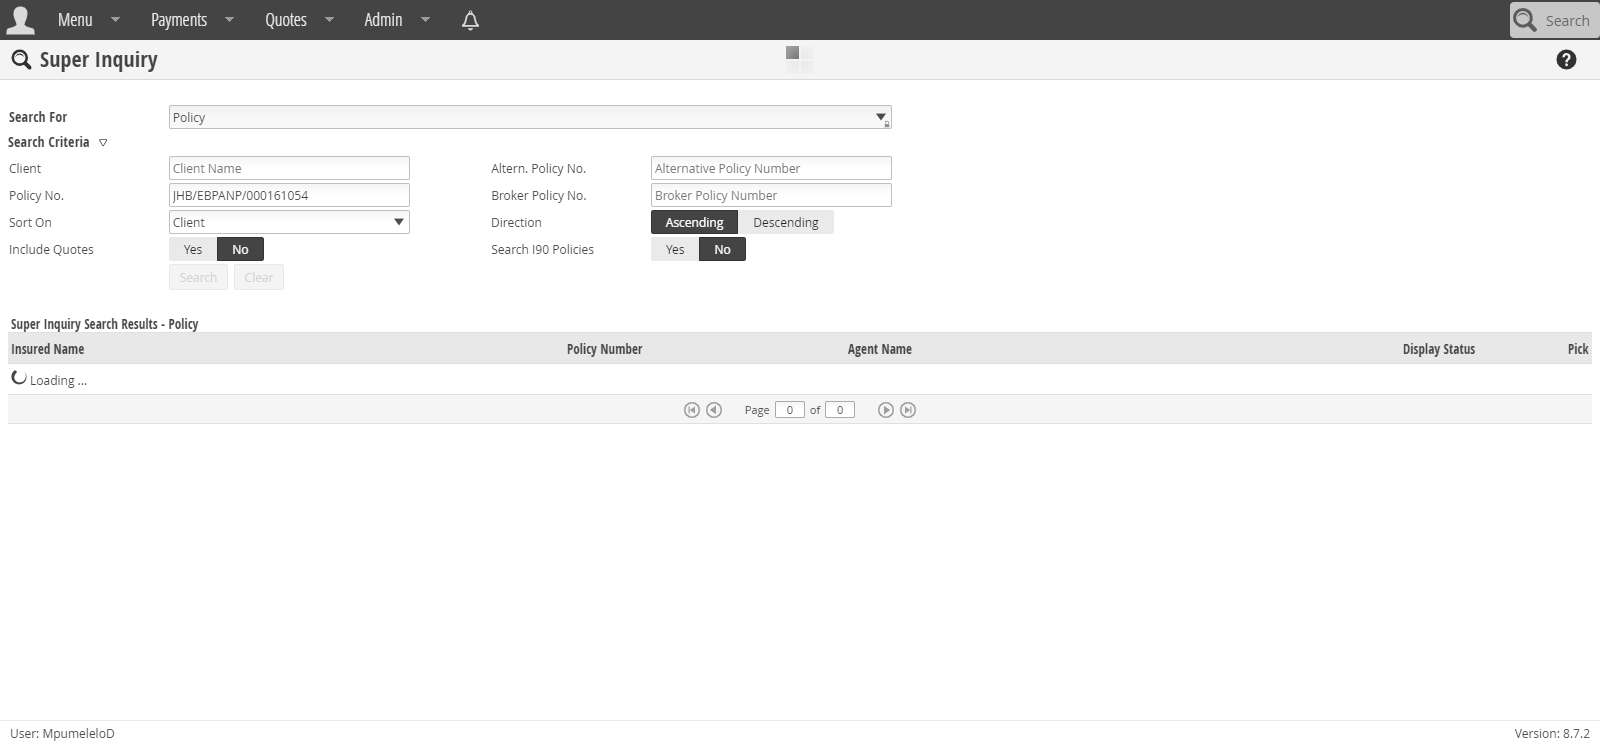 Menu Payments Quotes Admin Search
Super Inquiry ?
Search For Policy
Search Criteria
Client Client Name Altern. Policy No. Alternative Policy Number
Policy No. JHB/EBPANP/000161054 Broker Policy No. Broker Policy Number
Sort On Client Direction Ascending Descending
Include Quotes Yes No Search I90 Policies Yes No
Search Clear
Super Inquiry Search Results - Policy
Insured Name Policy Number Agent Name Display Status Pick
Loading ...
Page 0 of 0
User: MpumeleloD Version: 8.7.2